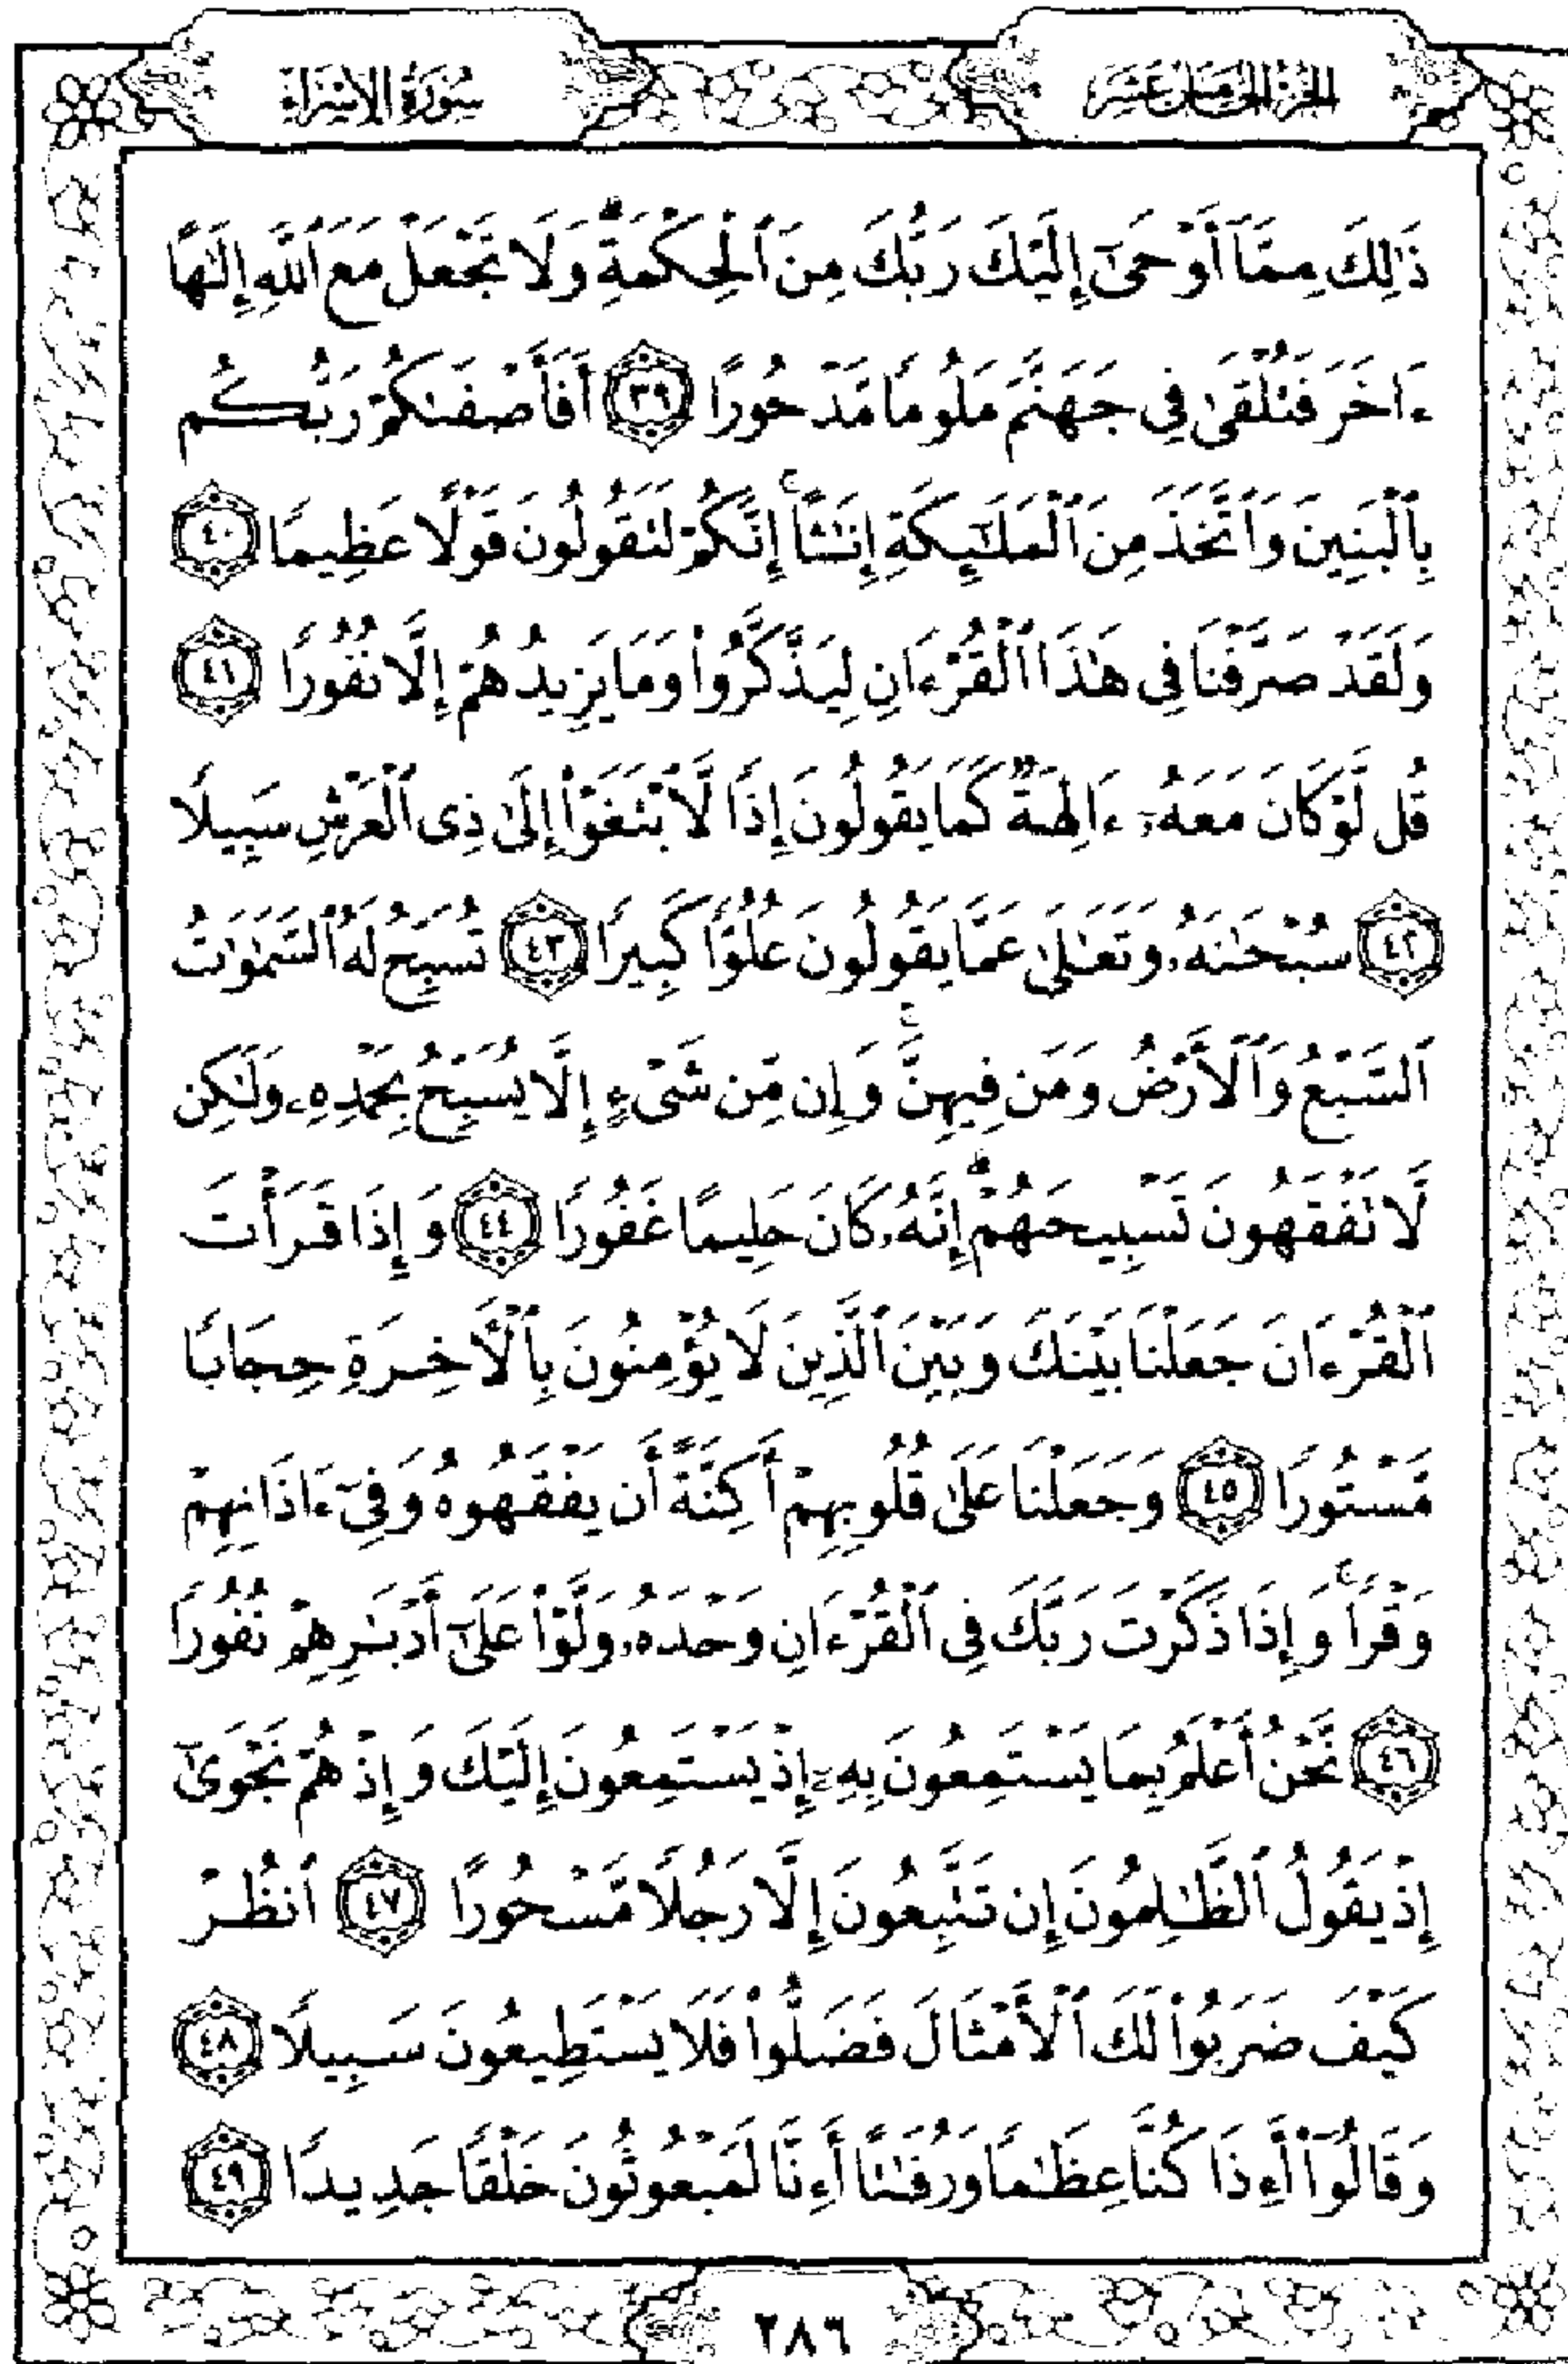 الجزء الخامس عشر
سورة الإسراء
ذَٰلِكَ مِمَّآ أَوْحَىٰٓ إِلَيْكَ رَبُّكَ مِنَ ٱلْحِكْمَةِ ۗ وَلَا تَجْعَلْ مَعَ ٱللَّهِ إِلَٰهًا
ءَاخَرَ فَتُلْقَىٰ فِى جَهَنَّمَ مَلُومًا مَّدْحُورًا ٣٩ أَفَأَصْفَىٰكُمْ رَبُّكُم
بِٱلْبَنِينَ وَٱتَّخَذَ مِنَ ٱلْمَلَٰٓئِكَةِ إِنَٰثًا ۚ إِنَّكُمْ لَتَقُولُونَ قَوْلًا عَظِيمًا ٤٠
وَلَقَدْ صَرَّفْنَا فِى هَٰذَا ٱلْقُرْءَانِ لِيَذَّكَّرُوا۟ وَمَا يَزِيدُهُمْ إِلَّا نُفُورًا ٤١
قُل لَّوْ كَانَ مَعَهُۥٓ ءَالِهَةٌ كَمَا يَقُولُونَ إِذًا لَّٱبْتَغَوْا۟ إِلَىٰ ذِى ٱلْعَرْشِ سَبِيلًا
٤٢ سُبْحَٰنَهُۥ وَتَعَٰلَىٰ عَمَّا يَقُولُونَ عُلُوًّا كَبِيرًا ٤٣ تُسَبِّحُ لَهُ ٱلسَّمَٰوَٰتُ
ٱلسَّبْعُ وَٱلْأَرْضُ وَمَن فِيهِنَّ ۚ وَإِن مِّن شَىْءٍ إِلَّا يُسَبِّحُ بِحَمْدِهِۦ وَلَٰكِن
لَّا تَفْقَهُونَ تَسْبِيحَهُمْ ۗ إِنَّهُۥ كَانَ حَلِيمًا غَفُورًا ٤٤ وَإِذَا قَرَأْتَ
ٱلْقُرْءَانَ جَعَلْنَا بَيْنَكَ وَبَيْنَ ٱلَّذِينَ لَا يُؤْمِنُونَ بِٱلْأَخِرَةِ حِجَابًا
مَّسْتُورًا ٤٥ وَجَعَلْنَا عَلَىٰ قُلُوبِهِمْ أَكِنَّةً أَن يَفْقَهُوهُ وَفِىٓ ءَاذَانِهِمْ
وَقْرًا ۚ وَإِذَا ذَكَرْتَ رَبَّكَ فِى ٱلْقُرْءَانِ وَحْدَهُۥ وَلَّوْا۟ عَلَىٰٓ أَدْبَٰرِهِمْ نُفُورًا
٤٦ نَّحْنُ أَعْلَمُ بِمَا يَسْتَمِعُونَ بِهِۦٓ إِذْ يَسْتَمِعُونَ إِلَيْكَ وَإِذْ هُمْ نَجْوَىٰٓ
إِذْ يَقُولُ ٱلظَّٰلِمُونَ إِن تَتَّبِعُونَ إِلَّا رَجُلًا مَّسْحُورًا ٤٧ ٱنظُرْ
كَيْفَ ضَرَبُوا۟ لَكَ ٱلْأَمْثَالَ فَضَلُّوا۟ فَلَا يَسْتَطِيعُونَ سَبِيلًا ٤٨
وَقَالُوٓا۟ أَءِذَا كُنَّا عِظَٰمًا وَرُفَٰتًا أَءِنَّا لَمَبْعُوثُونَ خَلْقًا جَدِيدًا ٤٩
٢٨٦